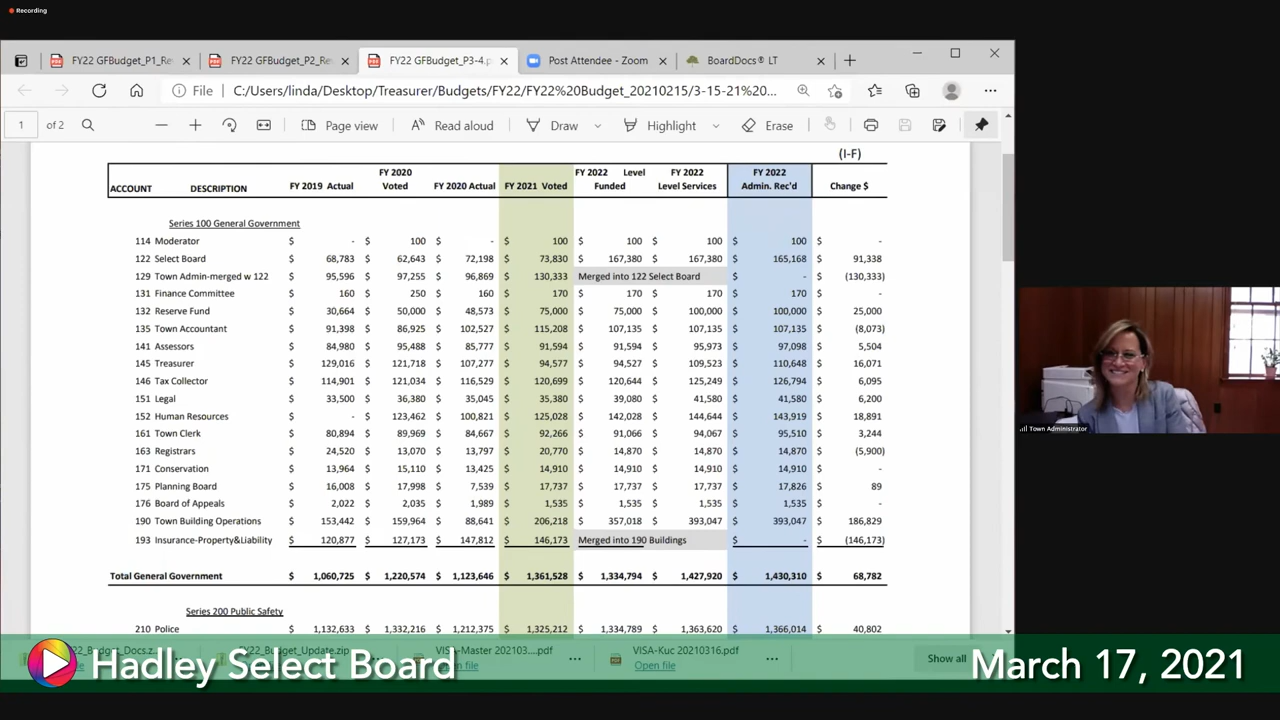 Recording
FY22 GFBudget_P1_Re
FY22 GFBudget_P2_Re
FY22 GFBudget_P3-4.p
Post Attendee - Zoom
BoardDocs® LT
File C:/Users/linda/Desktop/Treasurer/Budgets/FY22/FY22%20Budget_20210215/3-15-21%20...
1 of 2 Page view Read aloud Draw Highlight Erase
(I-F)
ACCOUNT DESCRIPTION FY 2019 Actual FY 2020 Voted FY 2020 Actual FY 2021 Voted FY 2022 Level Funded FY 2022 Level Services FY 2022 Admin. Rec'd Change $
Series 100 General Government
114 Moderator $ - $ 100 $ - $ 100 $ 100 $ 100 $ 100 $ -
122 Select Board $ 68,783 $ 62,643 $ 72,198 $ 73,830 $ 167,380 $ 167,380 $ 165,168 $ 91,338
129 Town Admin-merged w 122 $ 95,596 $ 97,255 $ 96,869 $ 130,333 Merged into 122 Select Board $ - $ (130,333)
131 Finance Committee $ 160 $ 250 $ 160 $ 170 $ 170 $ 170 $ 170 $ -
132 Reserve Fund $ 30,664 $ 50,000 $ 48,573 $ 75,000 $ 75,000 $ 100,000 $ 100,000 $ 25,000
135 Town Accountant $ 91,398 $ 86,925 $ 102,527 $ 115,208 $ 107,135 $ 107,135 $ 107,135 $ (8,073)
141 Assessors $ 84,980 $ 95,488 $ 85,777 $ 91,594 $ 91,594 $ 95,973 $ 97,098 $ 5,504
145 Treasurer $ 129,016 $ 121,718 $ 107,277 $ 94,577 $ 94,527 $ 109,523 $ 110,648 $ 16,071
146 Tax Collector $ 114,901 $ 121,034 $ 116,529 $ 120,699 $ 120,644 $ 125,249 $ 126,794 $ 6,095
151 Legal $ 33,500 $ 36,380 $ 35,045 $ 35,380 $ 39,080 $ 41,580 $ 41,580 $ 6,200
152 Human Resources $ - $ 123,462 $ 100,821 $ 125,028 $ 142,028 $ 144,644 $ 143,919 $ 18,891
161 Town Clerk $ 80,894 $ 89,969 $ 84,667 $ 92,266 $ 91,066 $ 94,067 $ 95,510 $ 3,244
163 Registrars $ 24,520 $ 13,070 $ 13,797 $ 20,770 $ 14,870 $ 14,870 $ 14,870 $ (5,900)
171 Conservation $ 13,964 $ 15,110 $ 13,425 $ 14,910 $ 14,910 $ 14,910 $ 14,910 $ -
175 Planning Board $ 16,008 $ 17,998 $ 7,539 $ 17,737 $ 17,737 $ 17,737 $ 17,826 $ 89
176 Board of Appeals $ 2,022 $ 2,035 $ 1,989 $ 1,535 $ 1,535 $ 1,535 $ 1,535 $ -
190 Town Building Operations $ 153,442 $ 159,964 $ 88,641 $ 206,218 $ 357,018 $ 393,047 $ 393,047 $ 186,829
193 Insurance-Property&Liability $ 120,877 $ 127,173 $ 147,812 $ 146,173 Merged into 190 Buildings $ - $ (146,173)
Total General Government $ 1,060,725 $ 1,220,574 $ 1,123,646 $ 1,361,528 $ 1,334,794 $ 1,427,920 $ 1,430,310 $ 68,782
Series 200 Public Safety
210 Police $ 1,132,633 $ 1,332,216 $ 1,212,375 $ 1,325,212 $ 1,334,789 $ 1,363,620 $ 1,366,014 $ 40,802
Town Administrator
VISA-Master 202103....pdf
VISA-Kuc 20210316.pdf
Open file
Show all
Hadley Select Board
March 17, 2021